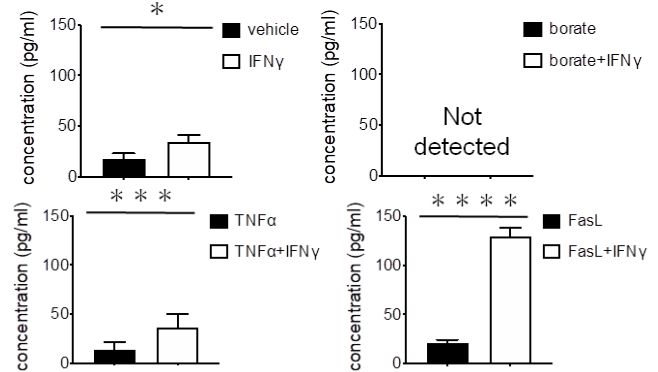 *
concentration (pg/ml)
150
100
50
0
vehicle
IFNγ
concentration (pg/ml)
150
100
50
0
borate
borate+IFNγ
Not
detected
* * *
concentration (pg/ml)
150
100
50
0
TNFα
TNFα+IFNγ
* * * *
concentration (pg/ml)
150
100
50
0
FasL
FasL+IFNγ